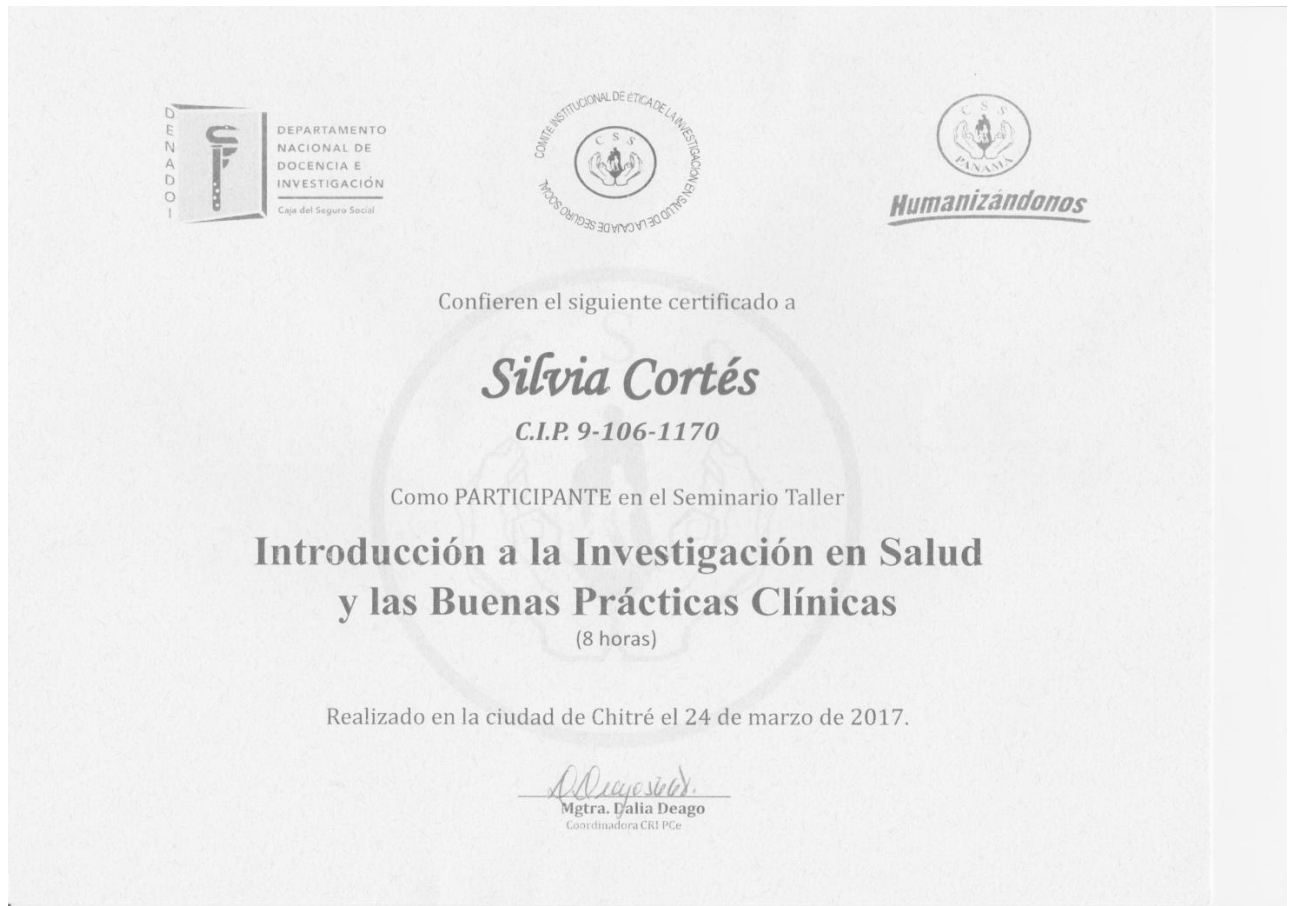 DENADOI
DEPARTAMENTO
NACIONAL DE
DOCENCIA E
INVESTIGACIÓN
Caja del Seguro Social
COMITE INSTITUCIONAL DE ÉTICA DE LA INVESTIGACIÓN EN SALUD DE LA CAJA DE SEGURO SOCIAL
C S S
C S S
PANAMÁ
Humanizándonos
Confieren el siguiente certificado a
C S S
Silvia Cortés
C.I.P. 9-106-1170
Como PARTICIPANTE en el Seminario Taller
Introducción a la Investigación en Salud
y las Buenas Prácticas Clínicas
(8 horas)
Realizado en la ciudad de Chitré el 24 de marzo de 2017.
Mgtra. Dalia Deago
Coordinadora CRI PCe